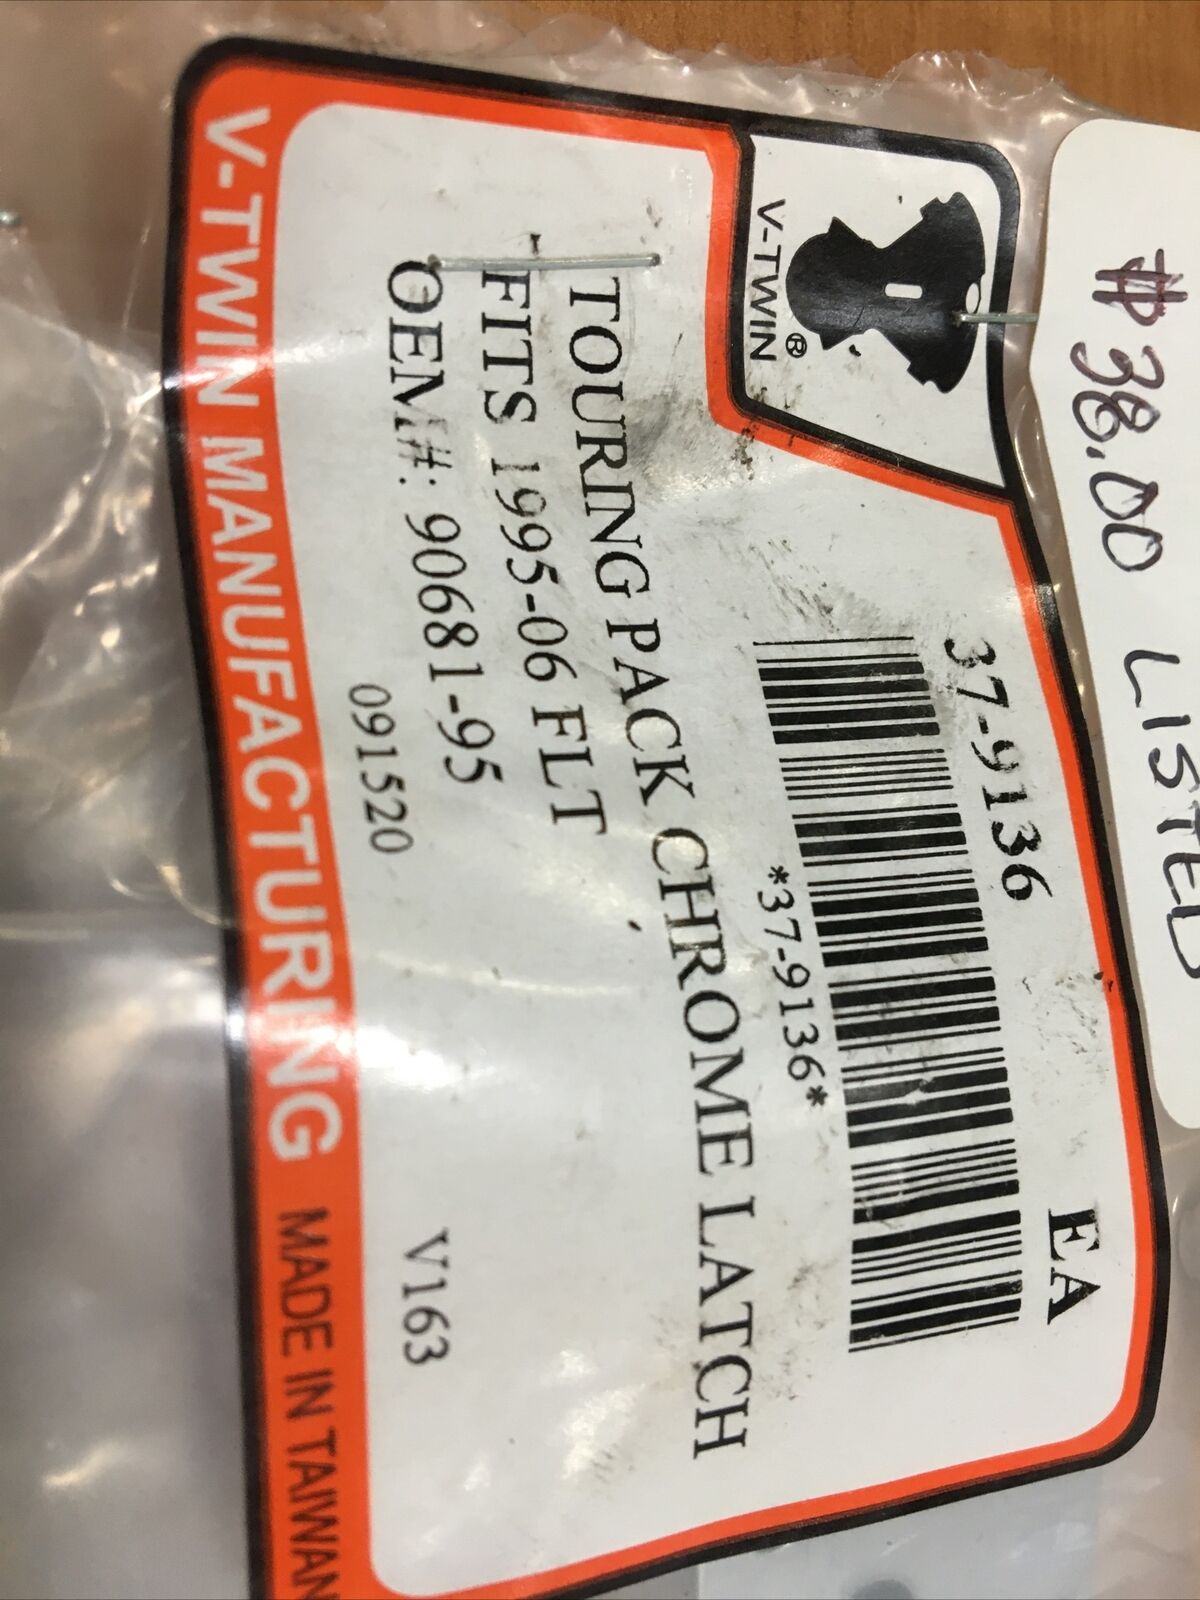 $38.00 LISTED
V-TWIN®
37-9136 EA
*37-9136*
TOURING PACK CHROME LATCH
FITS 1995-06 FLT
OEM#: 90681-95
091520
V163
V-TWIN MANUFACTURING MADE IN TAIWAN